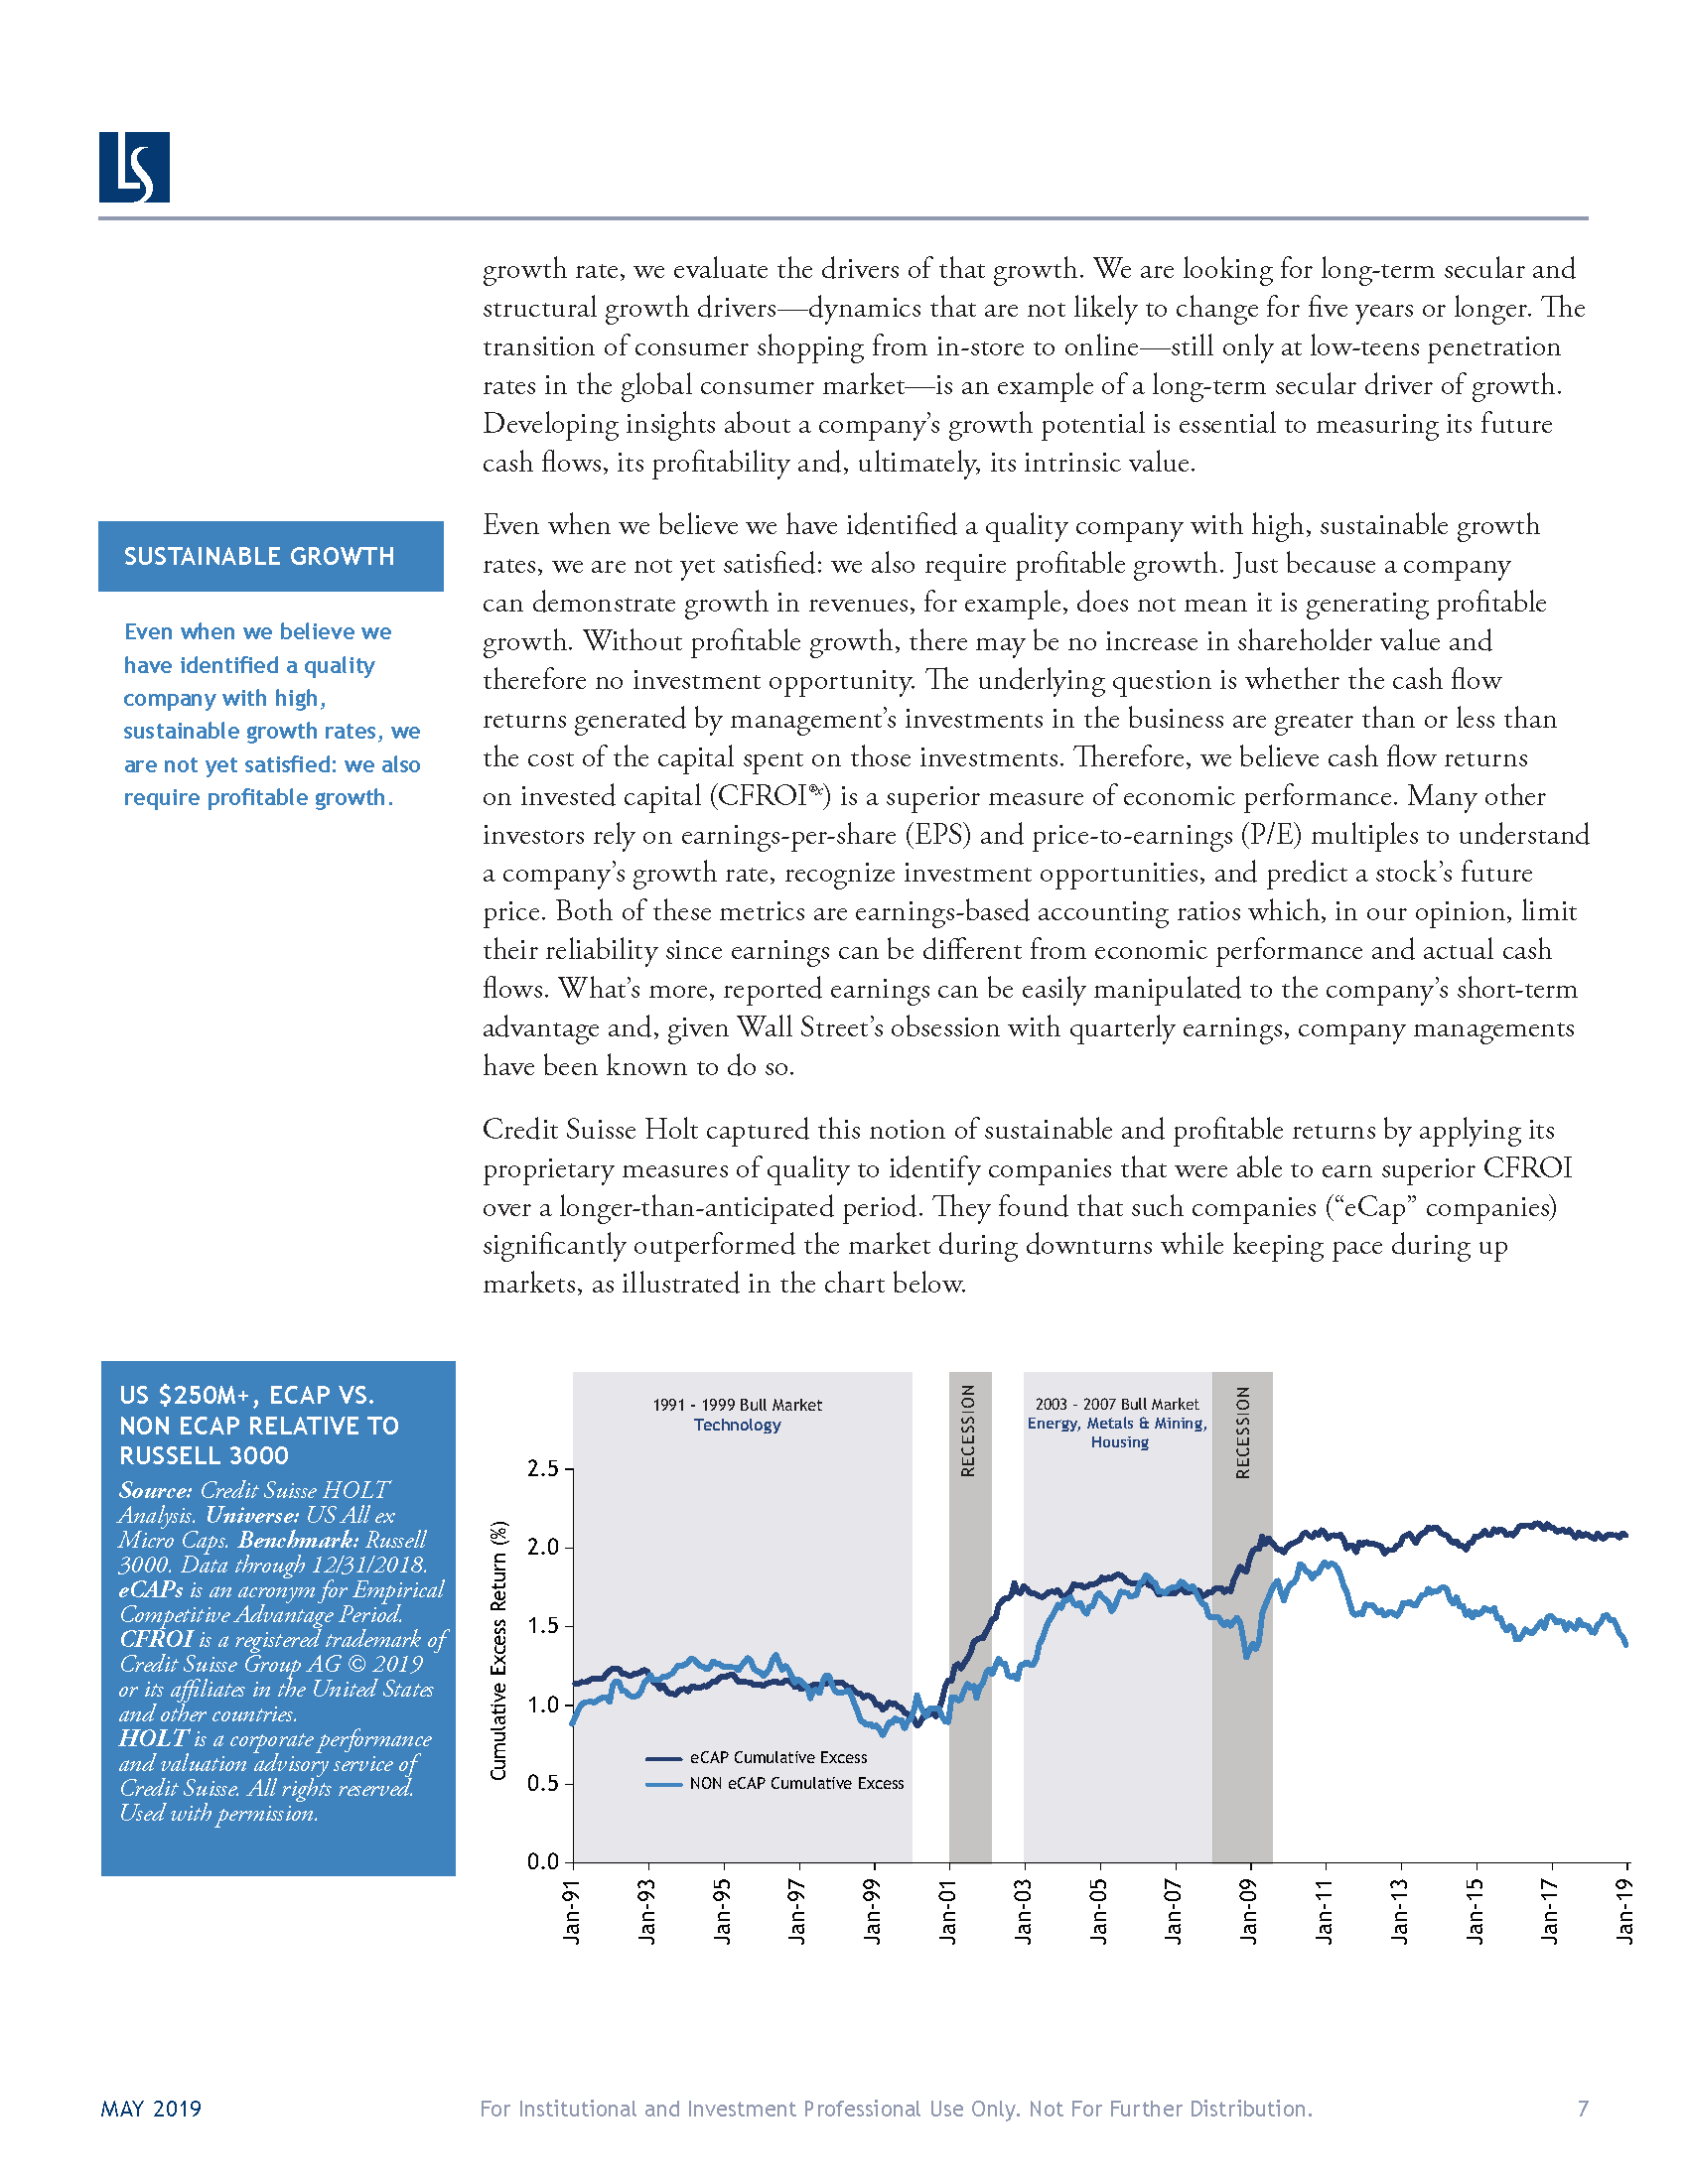 LS
growth rate, we evaluate the drivers of that growth. We are looking for long-term secular and
structural growth drivers—dynamics that are not likely to change for five years or longer. The
transition of consumer shopping from in-store to online—still only at low-teens penetration
rates in the global consumer market—is an example of a long-term secular driver of growth.
Developing insights about a company’s growth potential is essential to measuring its future
cash flows, its profitability and, ultimately, its intrinsic value.
SUSTAINABLE GROWTH
Even when we believe we
have identified a quality
company with high,
sustainable growth rates, we
are not yet satisfied: we also
require profitable growth.
Even when we believe we have identified a quality company with high, sustainable growth
rates, we are not yet satisfied: we also require profitable growth. Just because a company
can demonstrate growth in revenues, for example, does not mean it is generating profitable
growth. Without profitable growth, there may be no increase in shareholder value and
therefore no investment opportunity. The underlying question is whether the cash flow
returns generated by management’s investments in the business are greater than or less than
the cost of the capital spent on those investments. Therefore, we believe cash flow returns
on invested capital (CFROI®x) is a superior measure of economic performance. Many other
investors rely on earnings-per-share (EPS) and price-to-earnings (P/E) multiples to understand
a company’s growth rate, recognize investment opportunities, and predict a stock’s future
price. Both of these metrics are earnings-based accounting ratios which, in our opinion, limit
their reliability since earnings can be different from economic performance and actual cash
flows. What’s more, reported earnings can be easily manipulated to the company’s short-term
advantage and, given Wall Street’s obsession with quarterly earnings, company managements
have been known to do so.
Credit Suisse Holt captured this notion of sustainable and profitable returns by applying its
proprietary measures of quality to identify companies that were able to earn superior CFROI
over a longer-than-anticipated period. They found that such companies (“eCap” companies)
significantly outperformed the market during downturns while keeping pace during up
markets, as illustrated in the chart below.
US $250M+, ECAP VS.
NON ECAP RELATIVE TO
RUSSELL 3000
Source: Credit Suisse HOLT
Analysis. Universe: US All ex
Micro Caps. Benchmark: Russell
3000. Data through 12/31/2018.
eCAPs is an acronym for Empirical
Competitive Advantage Period.
CFROI is a registered trademark of
Credit Suisse Group AG © 2019
or its affiliates in the United States
and other countries.
HOLT is a corporate performance
and valuation advisory service of
Credit Suisse. All rights reserved.
Used with permission.
1991 - 1999 Bull Market
Technology
RECESSION
2003 - 2007 Bull Market
Energy, Metals & Mining,
Housing
RECESSION
Cumulative Excess Return (%)
2.5
2.0
1.5
1.0
0.5
0.0
eCAP Cumulative Excess
NON eCAP Cumulative Excess
Jan-91
Jan-93
Jan-95
Jan-97
Jan-99
Jan-01
Jan-03
Jan-05
Jan-07
Jan-09
Jan-11
Jan-13
Jan-15
Jan-17
Jan-19
MAY 2019
For Institutional and Investment Professional Use Only. Not For Further Distribution.
7